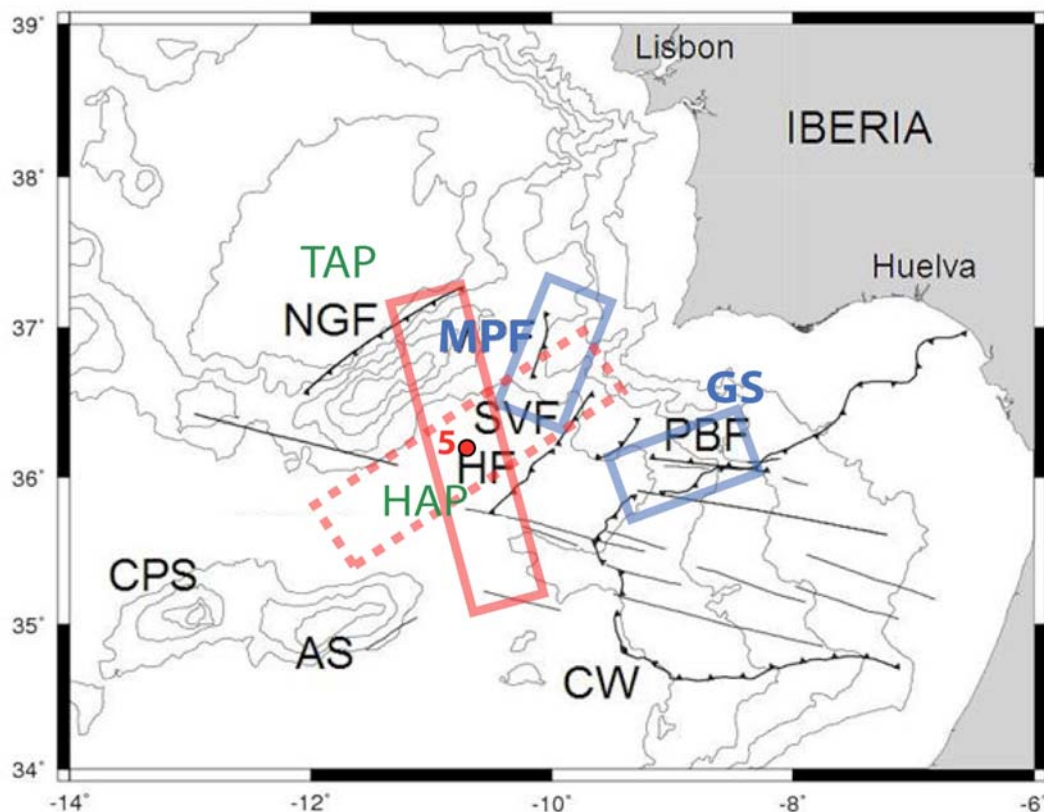 39°
Lisbon
IBERIA
38°
TAP
Huelva
NGF
37°
MPF
GS
SVF
PBF
5
HF
36°
HAP
CPS
35°
AS
CW
34°
-14° -12° -10° -8° -6°